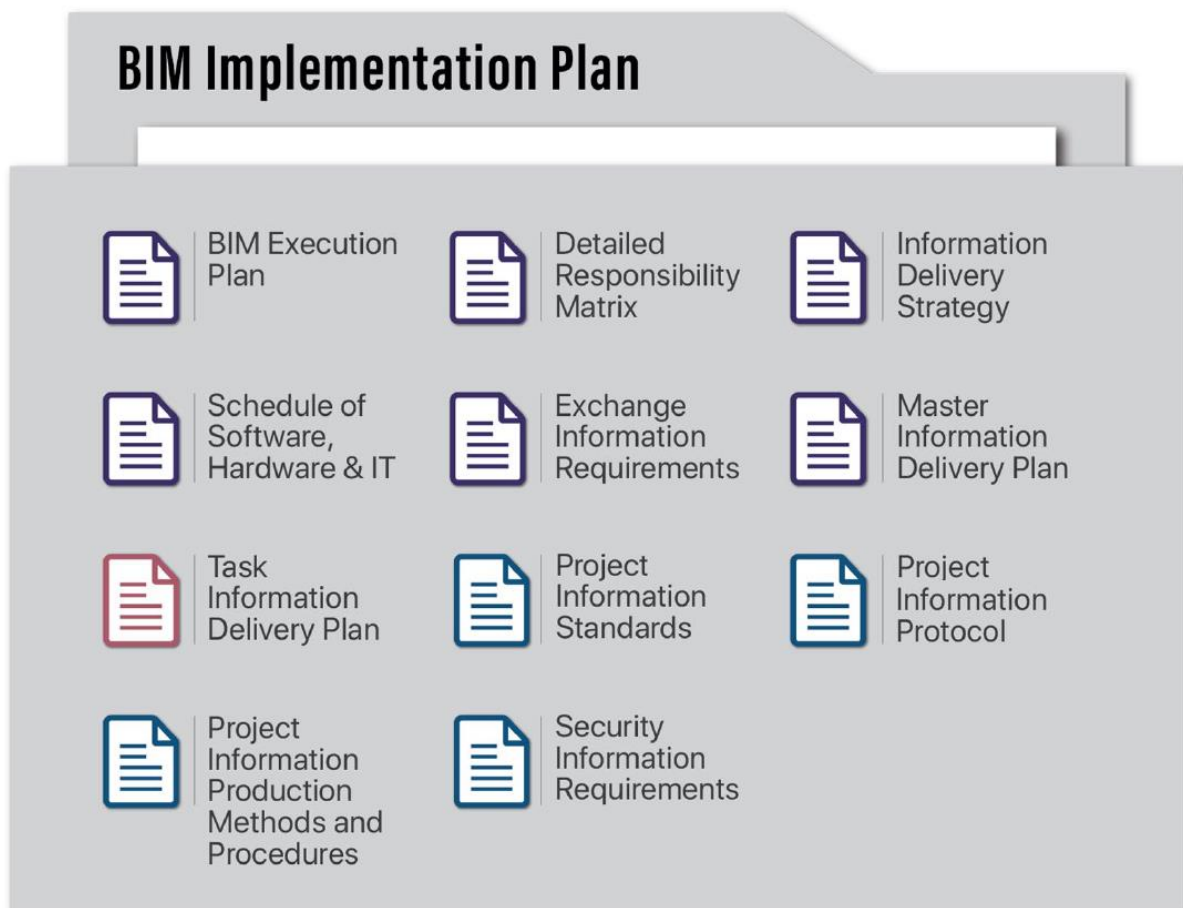 BIM Implementation Plan
BIM Execution
Plan
Detailed
Responsibility
Matrix
Information
Delivery
Strategy
Schedule of
Software,
Hardware & IT
Exchange
Information
Requirements
Master
Information
Delivery Plan
Task
Information
Delivery Plan
Project
Information
Standards
Project
Information
Protocol
Project
Information
Production
Methods and
Procedures
Security
Information
Requirements